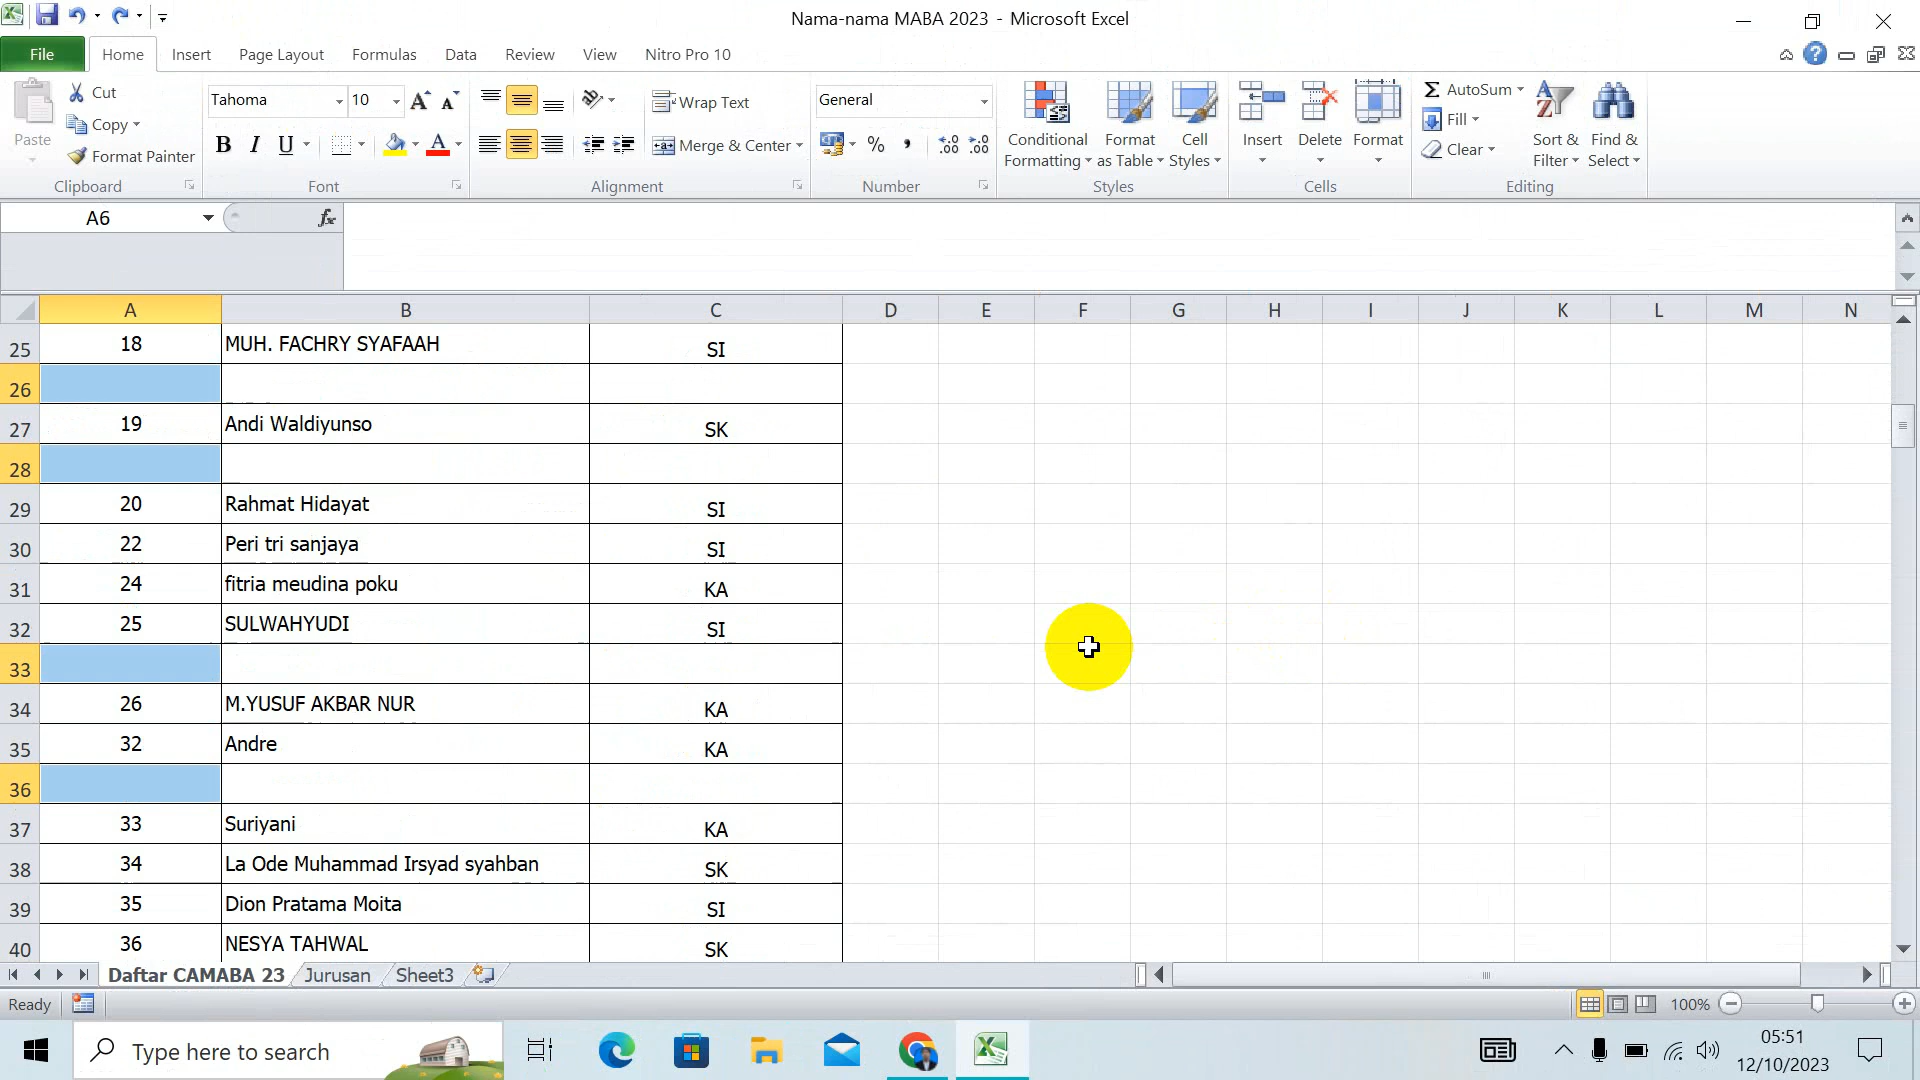 Nama-nama MABA 2023 - Microsoft Excel
File Home Insert Page Layout Formulas Data Review View Nitro Pro 10
Paste
Cut
Copy
Format Painter
Clipboard
Tahoma 10
B I U A
Font
Wrap Text
Merge & Center
Alignment
General
%
Number
Conditional Formatting
Format as Table
Cell Styles
Styles
Insert
Delete
Format
Cells
AutoSum
Fill
Clear
Sort & Filter
Find & Select
Editing
A6 fx
A B C D E F G H I J K L M N
25 18 MUH. FACHRY SYAFAAH SI
26
27 19 Andi Waldiyunso SK
28
29 20 Rahmat Hidayat SI
30 22 Peri tri sanjaya SI
31 24 fitria meudina poku KA
32 25 SULWAHYUDI SI
33
34 26 M.YUSUF AKBAR NUR KA
35 32 Andre KA
36
37 33 Suriyani KA
38 34 La Ode Muhammad Irsyad syahban SK
39 35 Dion Pratama Moita SI
40 36 NESYA TAHWAL SK
Daftar CAMABA 23 Jurusan Sheet3
Ready 100%
Type here to search
05:51
12/10/2023